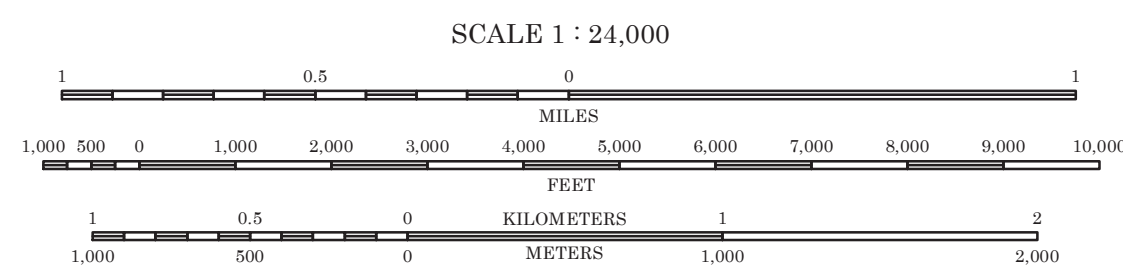 SCALE 1 : 24,000
1 0.5 0 1
MILES
1,000 500 0 1,000 2,000 3,000 4,000 5,000 6,000 7,000 8,000 9,000 10,000
FEET
1 0.5 0 KILOMETERS 1 2
1,000 500 0 METERS 1,000 2,000